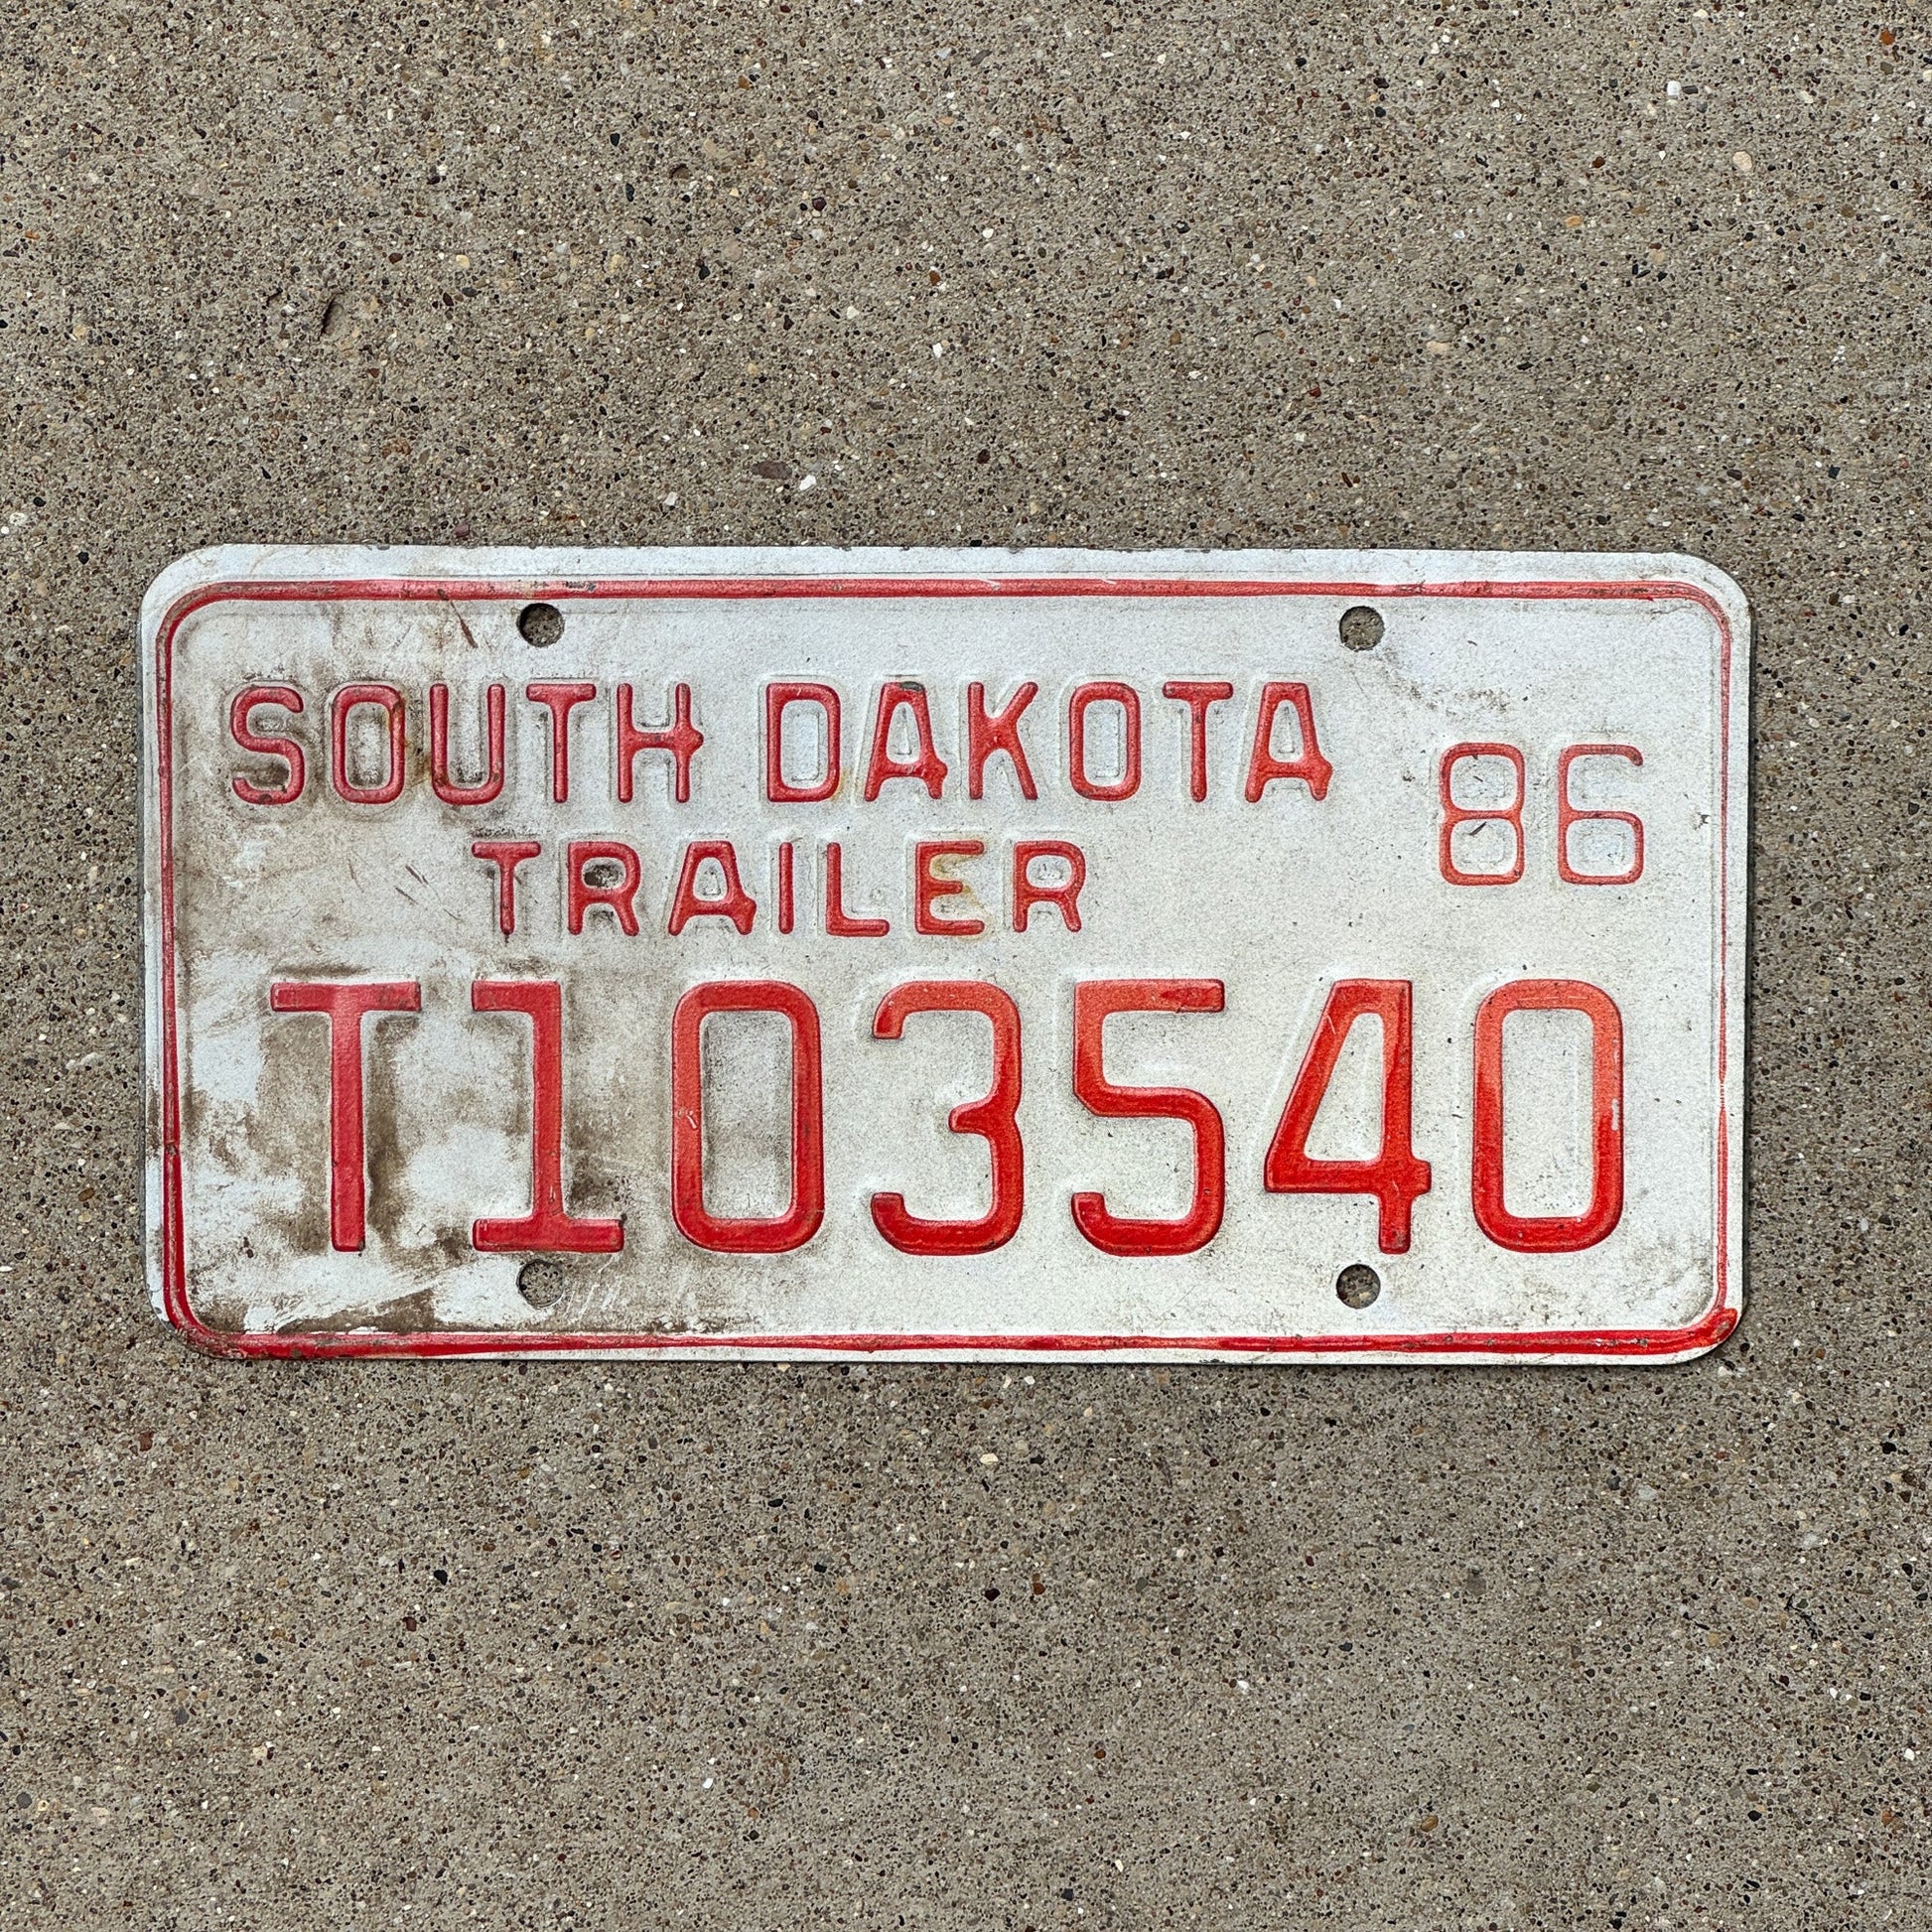 SOUTH DAKOTA 86
TRAILER
T103540